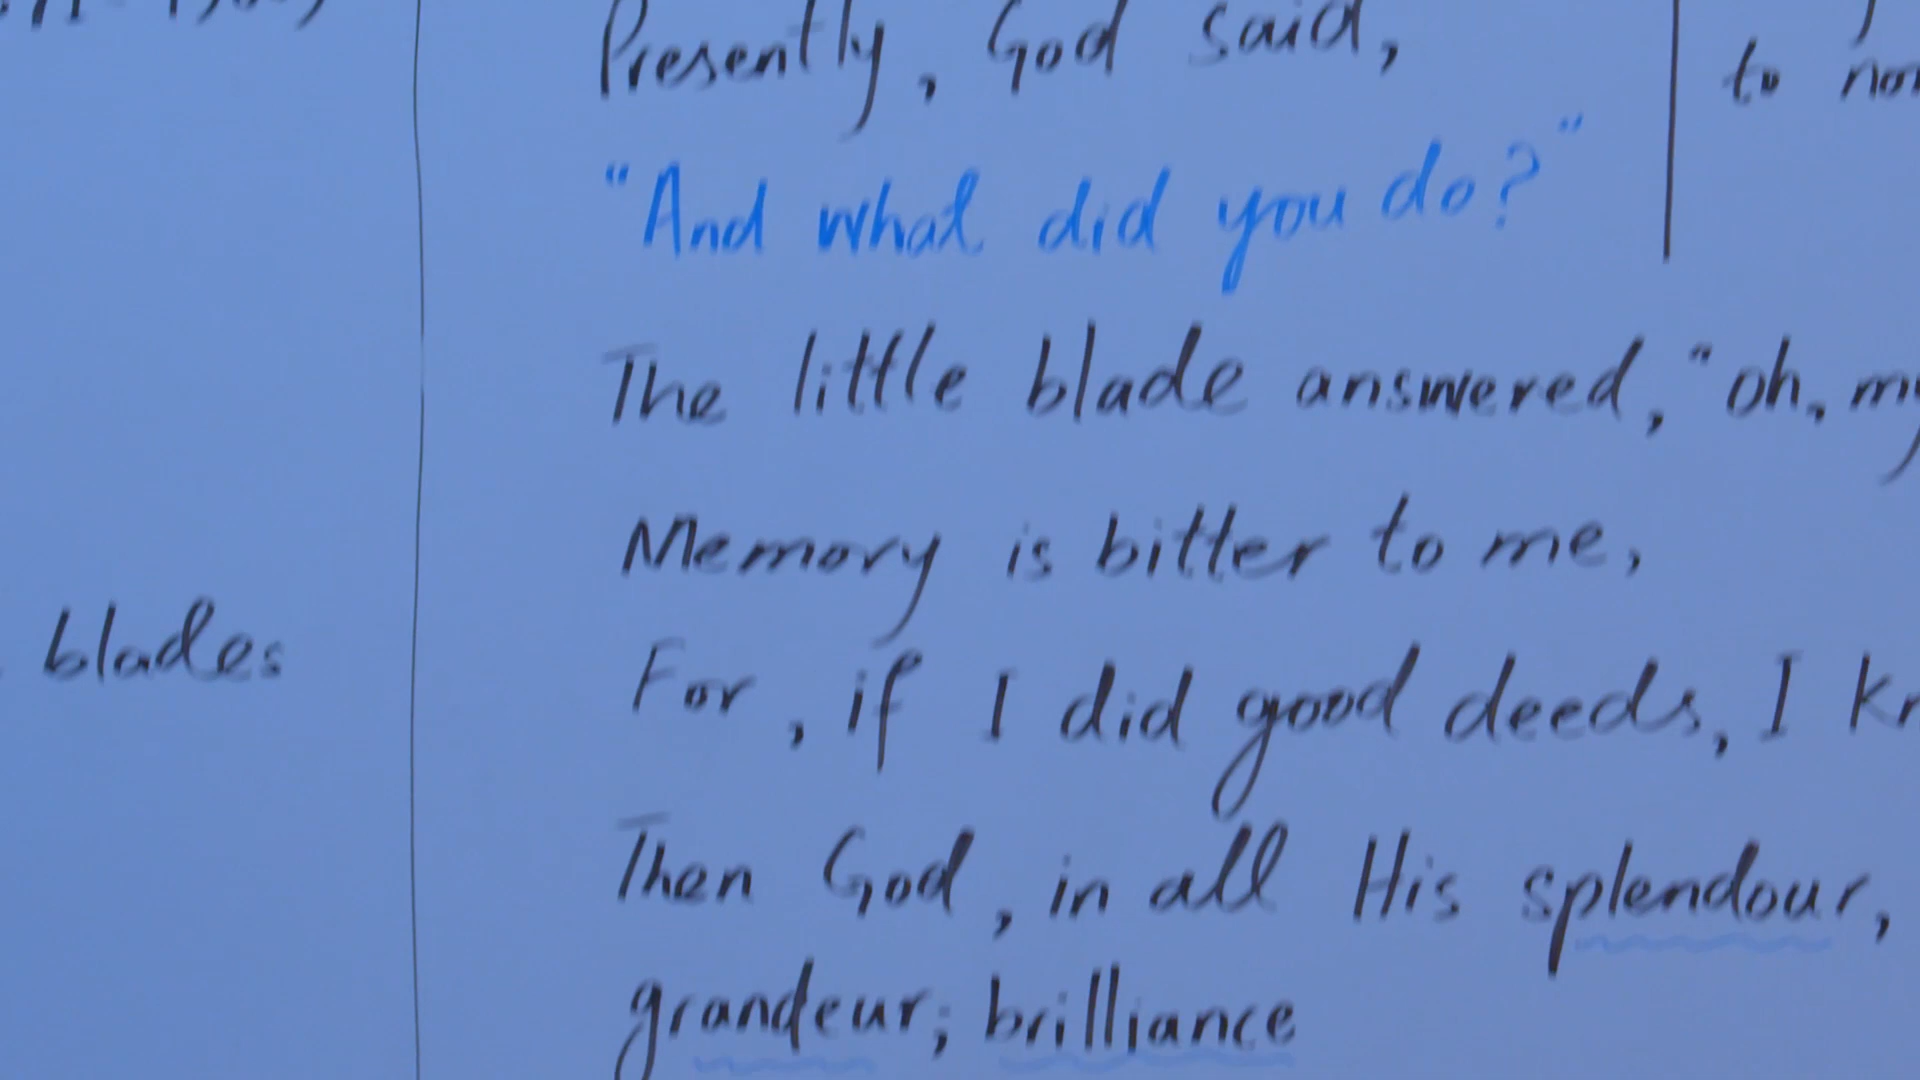 Presently, God said,
"And what did you do?"
The little blade answered, "oh, my
Memory is bitter to me,
For, if I did good deeds, I
Then God, in all His splendour,
grandeur; brilliance
blades
to